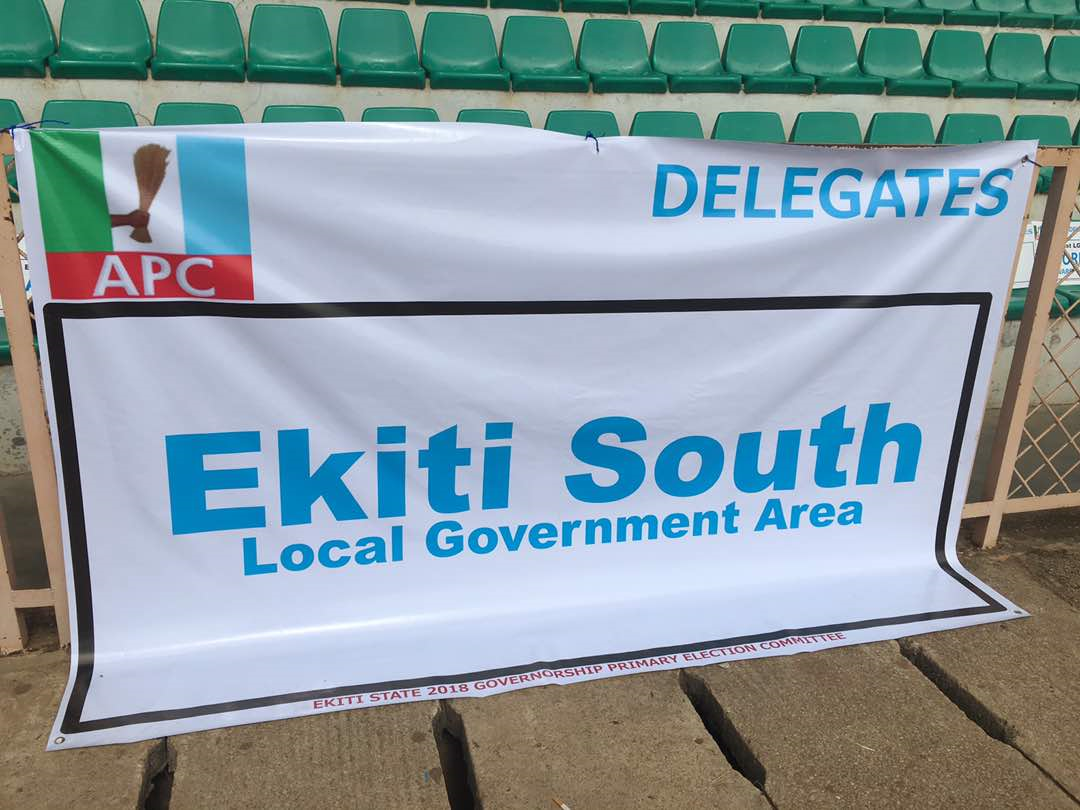 APC
DELEGATES
Ekiti South
Local Government Area
EKITI STATE 2018 GOVERNORSHIP PRIMARY ELECTION COMMITTEE